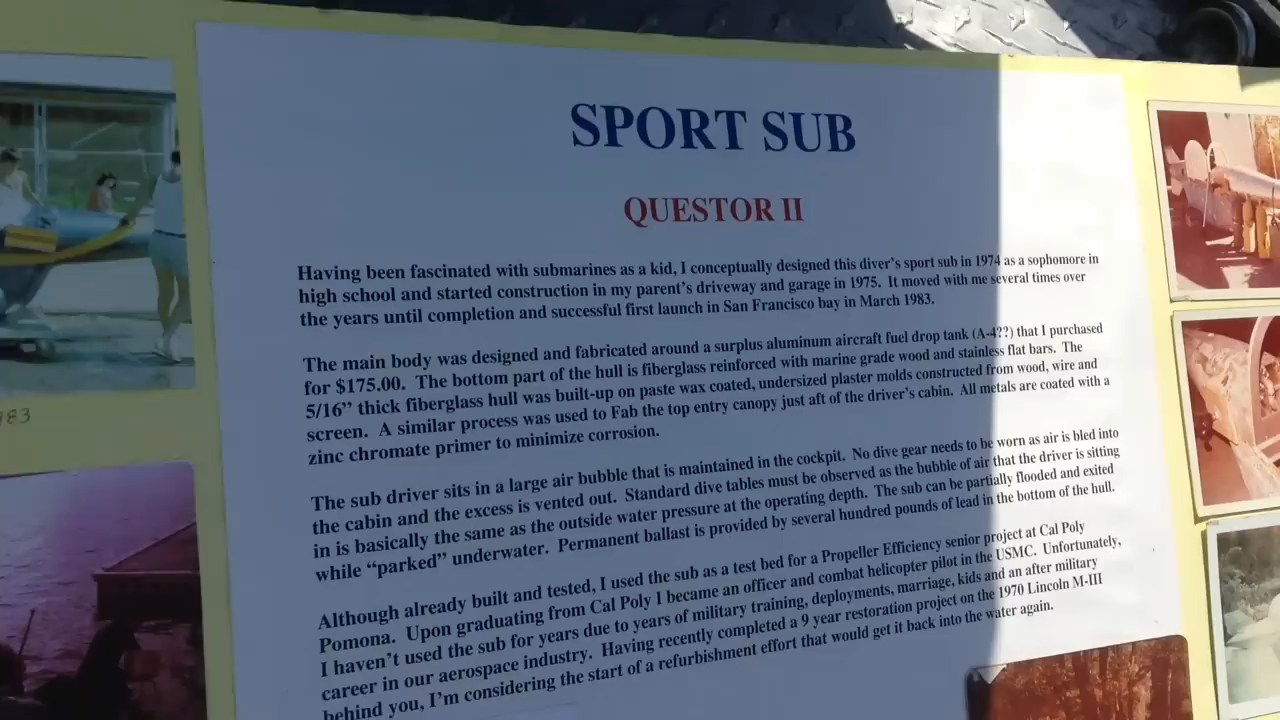 SPORT SUB
QUESTOR II
Having been fascinated with submarines as a kid, I conceptually designed this diver's sport sub in 1974 as a sophomore in
high school and started construction in my parent's driveway and garage in 1975. It moved with me several times over
the years until completion and successful first launch in San Francisco bay in March 1983.
The main body was designed and fabricated around a surplus aluminum aircraft fuel drop tank (A-4??) that I purchased
for $175.00. The bottom part of the hull is fiberglass reinforced with marine grade wood and stainless flat bars. The
5/16” thick fiberglass hull was built-up on paste wax coated, undersized plaster molds constructed from wood, wire and
screen. A similar process was used to Fab the top entry canopy just aft of the driver's cabin. All metals are coated with a
zinc chromate primer to minimize corrosion.
The sub driver sits in a large air bubble that is maintained in the cockpit. No dive gear needs to be worn as air is bled into
the cabin and the excess is vented out. Standard dive tables must be observed as the bubble of air that the driver is sitting
in is basically the same as the outside water pressure at the operating depth. The sub can be partially flooded and exited
while “parked” underwater. Permanent ballast is provided by several hundred pounds of lead in the bottom of the hull.
Although already built and tested, I used the sub as a test bed for a Propeller Efficiency senior project at Cal Poly
Pomona. Upon graduating from Cal Poly I became an officer and combat helicopter pilot in the USMC. Unfortunately,
I haven't used the sub for years due to years of military training, deployments, marriage, kids and an after military
career in our aerospace industry. Having recently completed a 9 year restoration project on the 1970 Lincoln M-III
behind you, I'm considering the start of a refurbishment effort that would get it back into the water again.
983